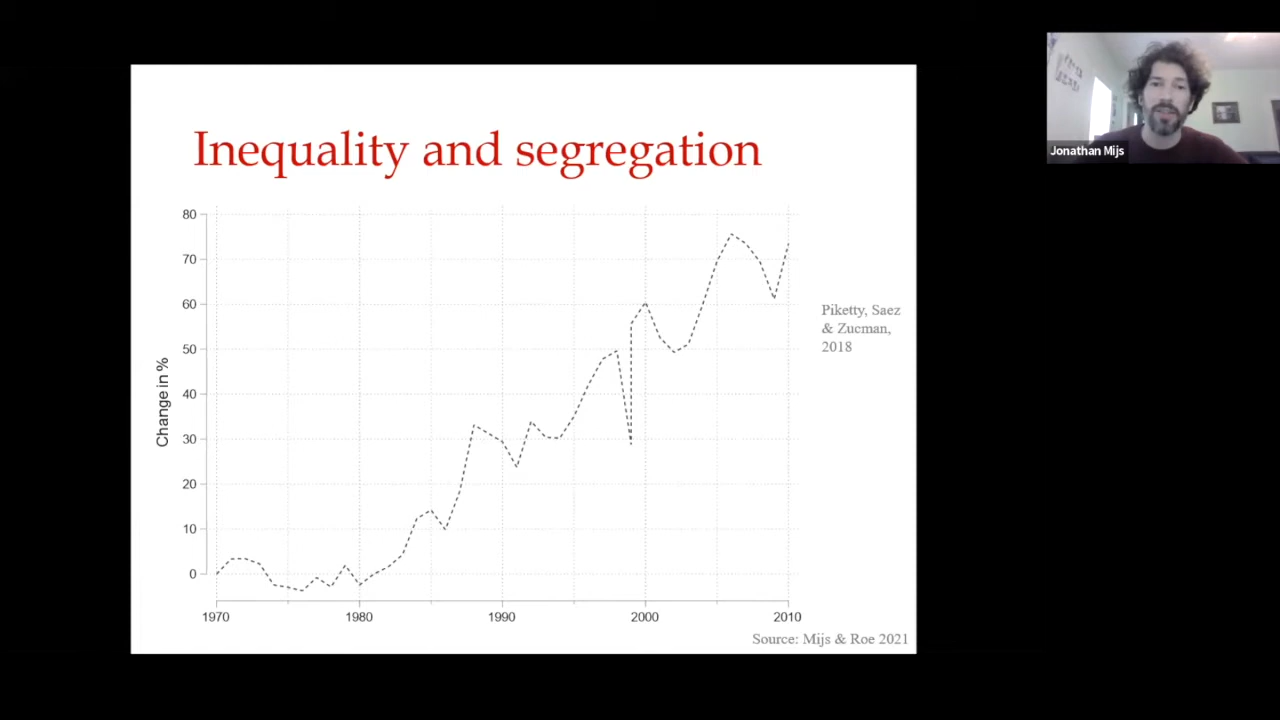 Inequality and segregation
80
70
60
50
40
30
20
10
0
Change in %
1970
1980
1990
2000
2010
Piketty, Saez
& Zucman,
2018
Source: Mijs & Roe 2021
Jonathan Mijs